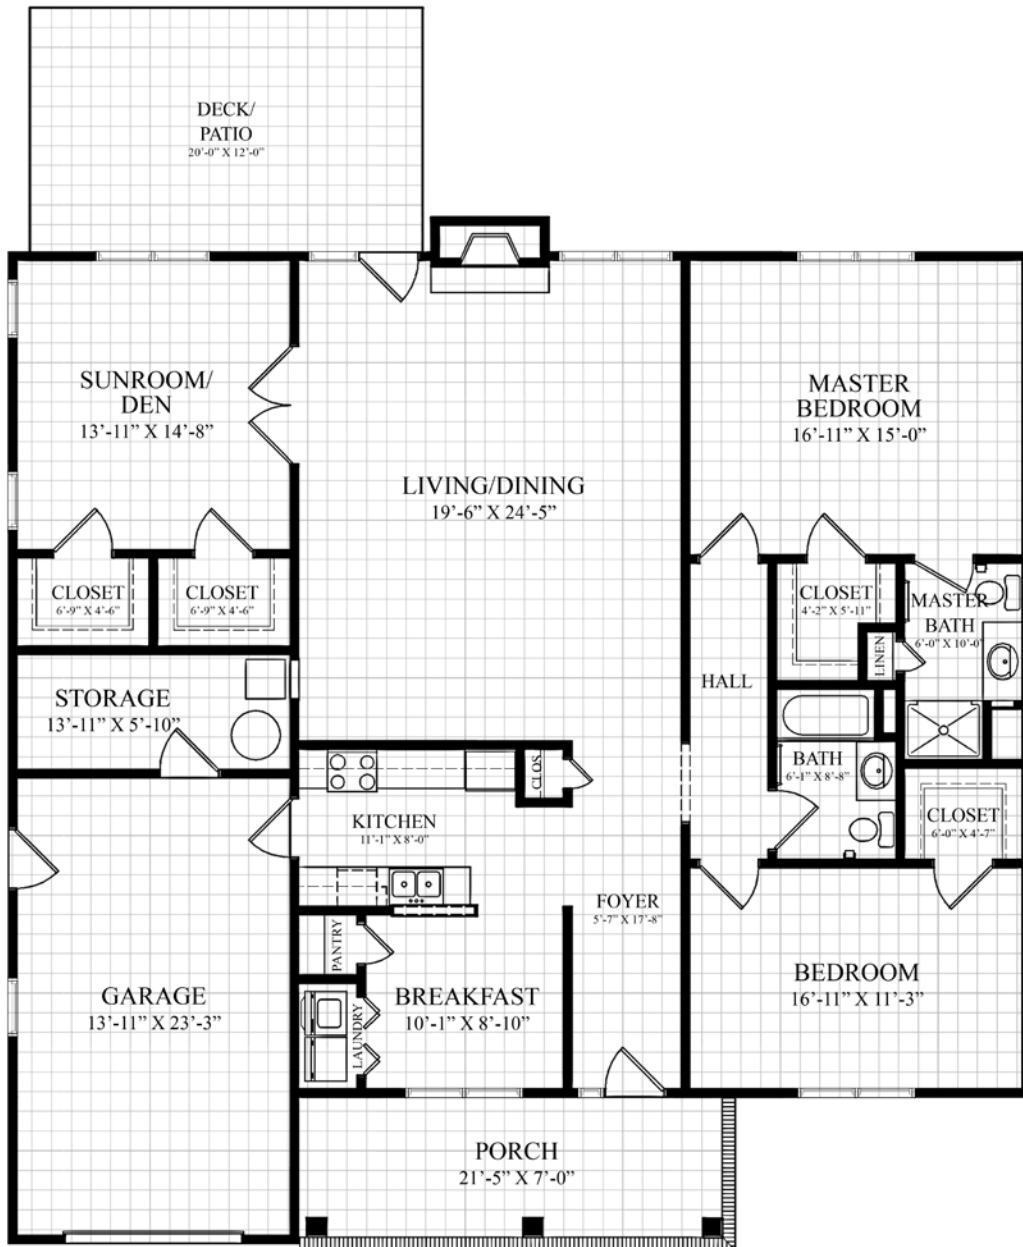 DECK/
PATIO
20'-0" X 12'-0"
SUNROOM/
DEN
13'-11" X 14'-8"
LIVING/DINING
19'-6" X 24'-5"
MASTER
BEDROOM
16'-11" X 15'-0"
CLOSET
6'-9" X 4'-6"
CLOSET
6'-9" X 4'-6"
CLOSET
4'-2" X 5'-11"
MASTER
BATH
6'-0" X 10'-0"
LINEN
HALL
STORAGE
13'-11" X 5'-10"
CLOS.
BATH
6'-1" X 8'-8"
KITCHEN
11'-1" X 8'-0"
CLOSET
6'-0" X 4'-7"
FOYER
5'-7" X 17'-8"
PANTRY
GARAGE
13'-11" X 23'-3"
LAUNDRY
BREAKFAST
10'-1" X 8'-10"
BEDROOM
16'-11" X 11'-3"
PORCH
21'-5" X 7'-0"